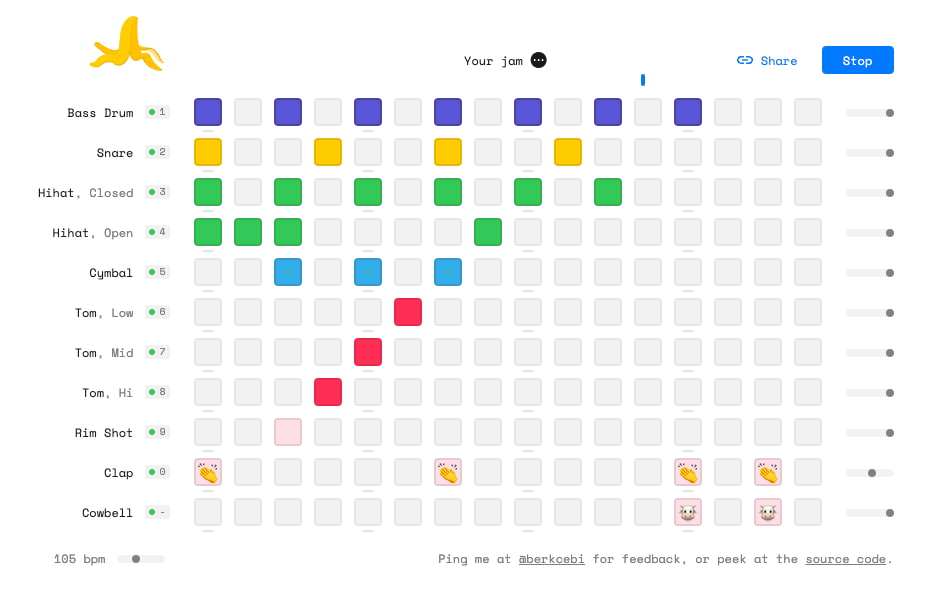 Your jam
Share
Stop
Bass Drum 1
Snare 2
Hihat, Closed 3
Hihat, Open 4
Cymbal 5
Tom, Low 6
Tom, Mid 7
Tom, Hi 8
Rim Shot 9
Clap 0
Cowbell -
105 bpm
Ping me at @berkcebi for feedback, or peek at the source code.